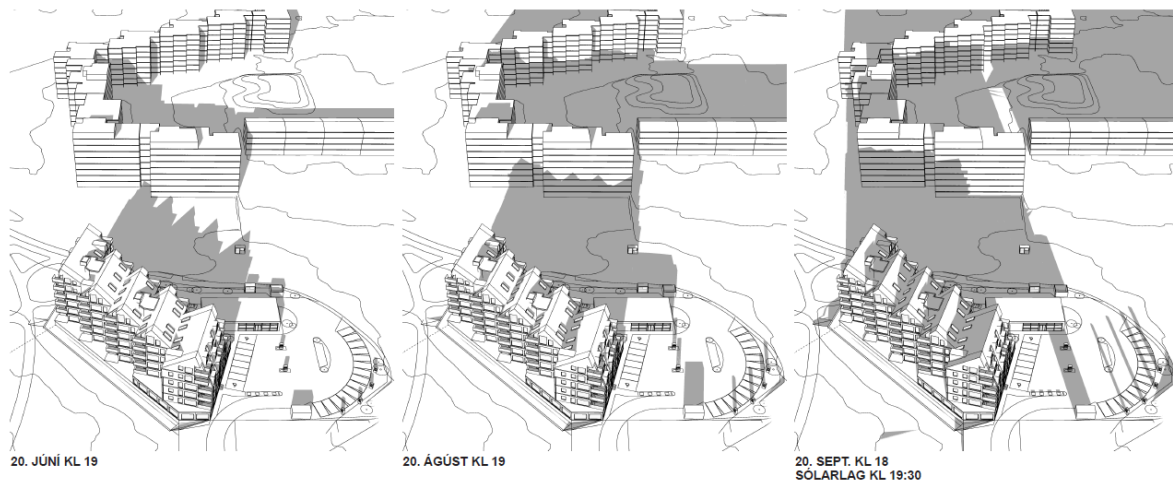 20. JÚNÍ KL 19
20. ÁGÚST KL 19
20. SEPT. KL 18
SÓLARLAG KL 19:30